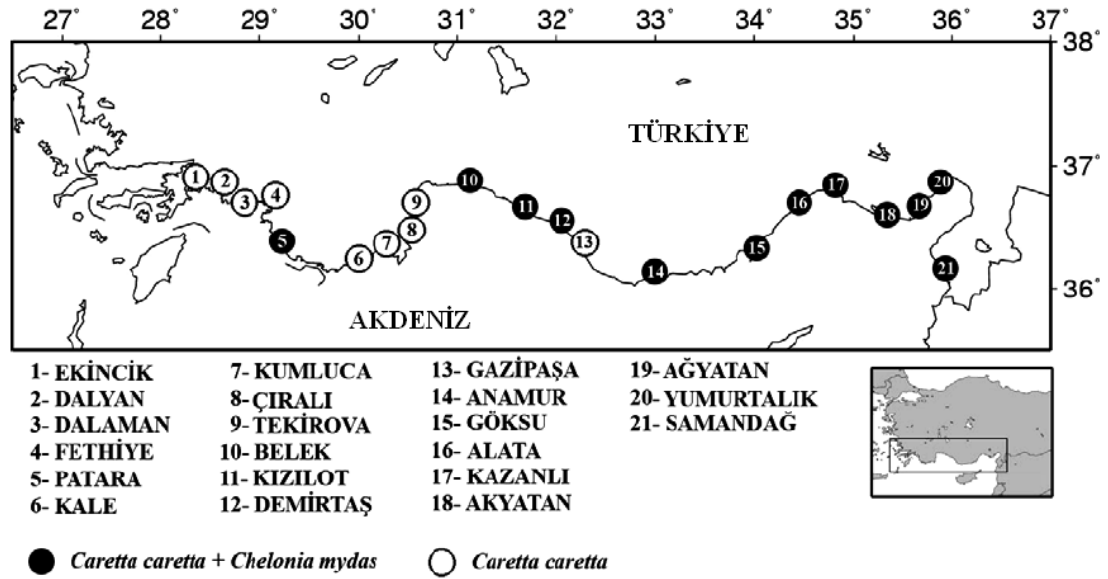 27° 28° 29° 30° 31° 32° 33° 34° 35° 36° 37°
38°
TÜRKİYE
37°
1 2 3 4 5 6 7 8 9 10 11 12 13 14 15 16 17 18 19 20 21
36°
AKDENİZ
1- EKİNCİK
2- DALYAN
3- DALAMAN
4- FETHİYE
5- PATARA
6- KALE
7- KUMLUCA
8- ÇIRALI
9- TEKİROVA
10- BELEK
11- KIZILOT
12- DEMİRTAŞ
13- GAZİPAŞA
14- ANAMUR
15- GÖKSU
16- ALATA
17- KAZANLI
18- AKYATAN
19- AĞYATAN
20- YUMURTALIK
21- SAMANDAĞ
Caretta caretta + Chelonia mydas
Caretta caretta